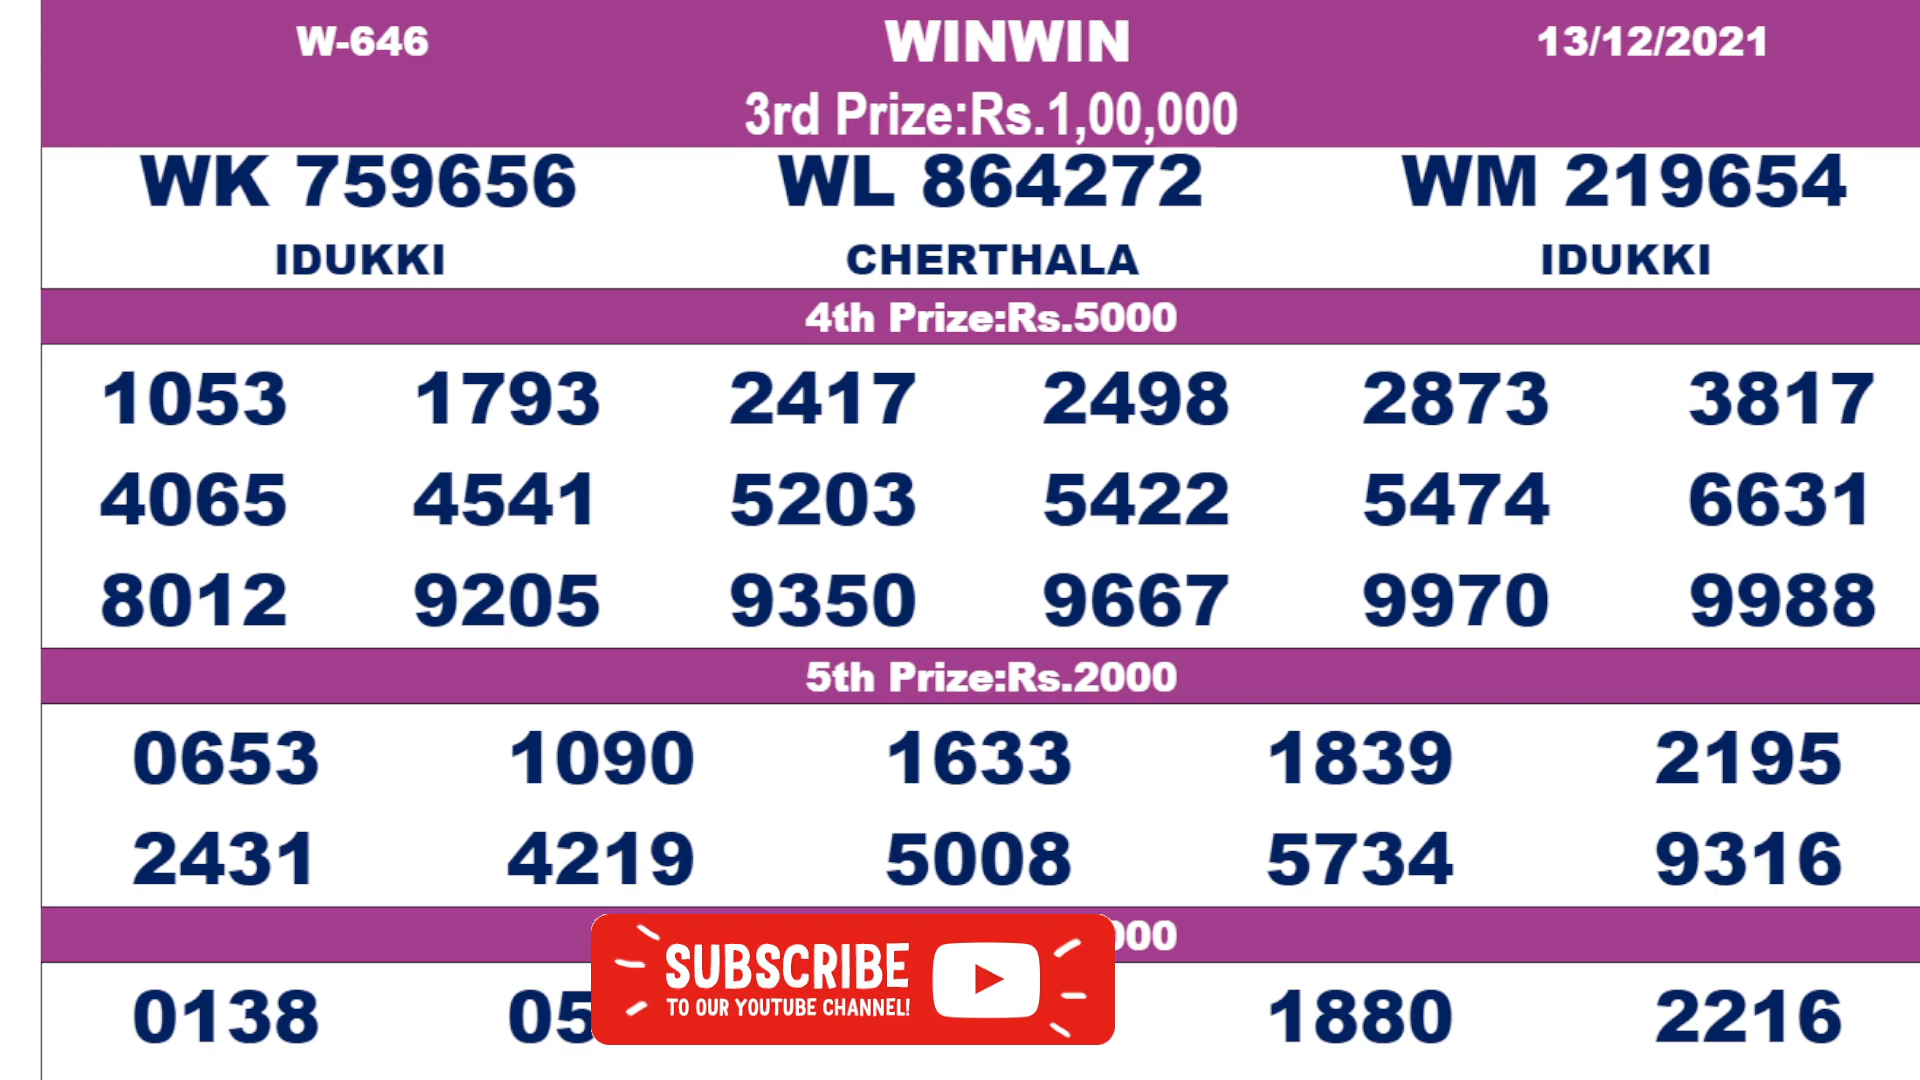 W-646 WINWIN 13/12/2021
3rd Prize:Rs.1,00,000
WK 759656 WL 864272 WM 219654
IDUKKI CHERTHALA IDUKKI
4th Prize:Rs.5000
1053 1793 2417 2498 2873 3817
4065 4541 5203 5422 5474 6631
8012 9205 9350 9667 9970 9988
5th Prize:Rs.2000
0653 1090 1633 1839 2195
2431 4219 5008 5734 9316
SUBSCRIBE
TO OUR YOUTUBE CHANNEL!
0138 1880 2216